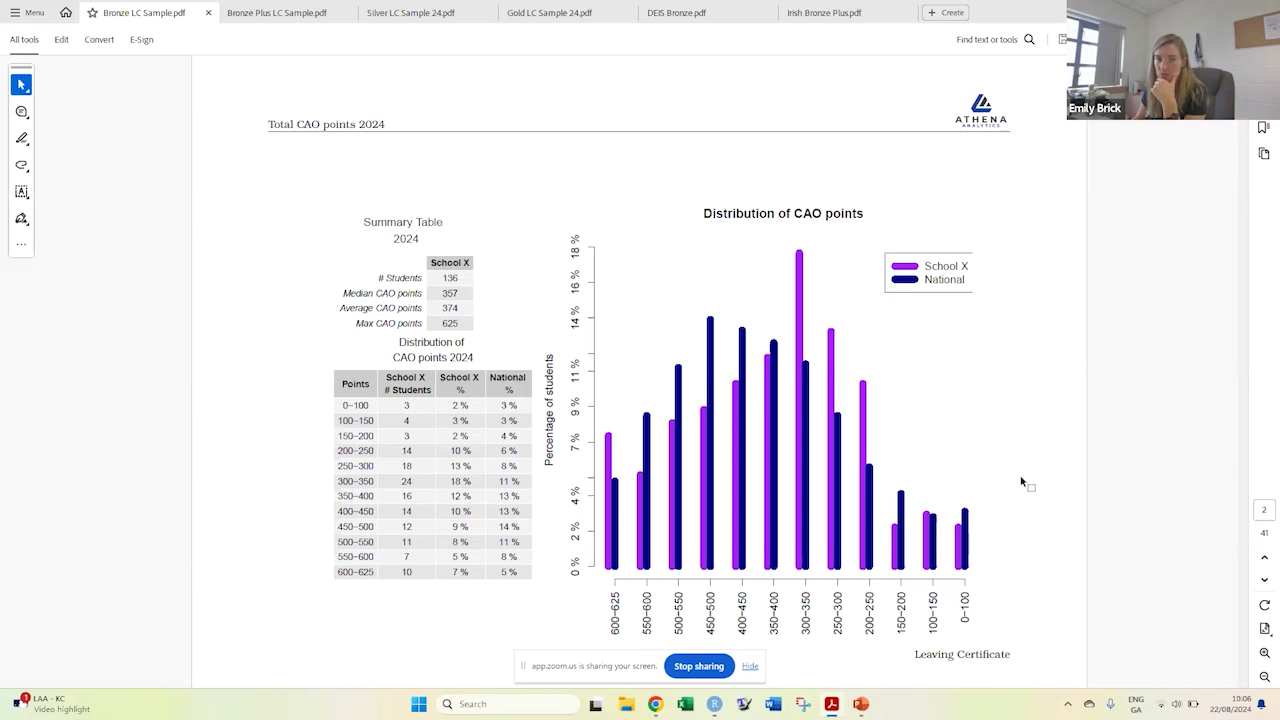 Menu
Bronze LC Sample.pdf
Bronze Plus LC Sample.pdf
Silver LC Sample 24.pdf
Gold LC Sample 24.pdf
DEIS Bronze.pdf
Irish Bronze Plus.pdf
Create
All tools
Edit
Convert
E-Sign
Find text or tools
Emily Brick
Total CAO points 2024
ATHENA
ANALYTICS
Summary Table
2024
School X
# Students 136
Median CAO points 357
Average CAO points 374
Max CAO points 625
Distribution of
CAO points 2024
Points School X # Students School X % National %
0−100 3 2 % 3 %
100−150 4 3 % 3 %
150−200 3 2 % 4 %
200−250 14 10 % 6 %
250−300 18 13 % 8 %
300−350 24 18 % 11 %
350−400 16 12 % 13 %
400−450 14 10 % 13 %
450−500 12 9 % 14 %
500−550 11 8 % 11 %
550−600 7 5 % 8 %
600−625 10 7 % 5 %
Distribution of CAO points
School X
National
Percentage of students
18 %
16 %
14 %
11 %
9 %
7 %
4 %
2 %
0 %
600−625
550−600
500−550
450−500
400−450
350−400
300−350
250−300
200−250
150−200
100−150
0−100
Leaving Certificate
2
41
app.zoom.us is sharing your screen.
Stop sharing
Hide
1
LAA - KC
Video highlight
Search
ENG
GA
10:06
22/08/2024